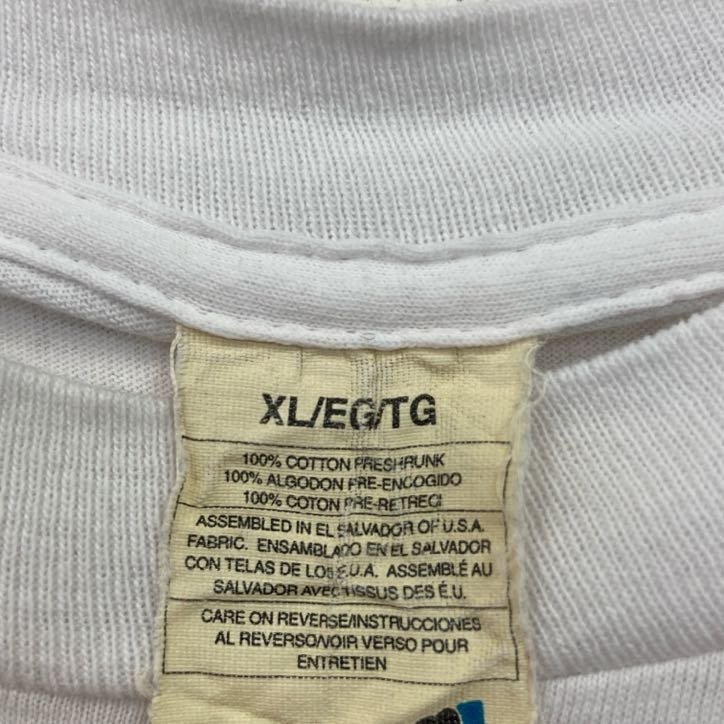 XL/EG/TG
100% COTTON PRESHRUNK
100% ALGODON PRE-ENCOGIDO
100% COTON PRE-RETRECI
ASSEMBLED IN EL SALVADOR OF U.S.A.
FABRIC. ENSAMBLADO EN EL SALVADOR
CON TELAS DE LOS E.U.A. ASSEMBLÉ AU
SALVADOR AVEC TISSUS DES É.U.
CARE ON REVERSE/INSTRUCCIONES
AL REVERSO/VOIR VERSO POUR
ENTRETIEN